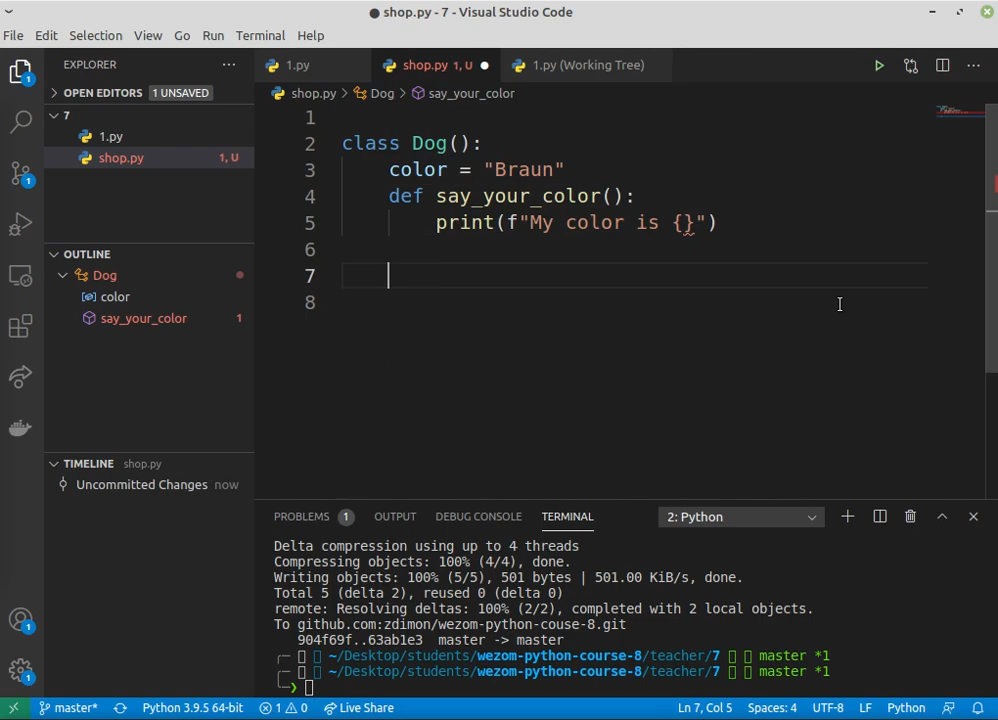 ● shop.py - 7 - Visual Studio Code
File Edit Selection View Go Run Terminal Help
EXPLORER ···
1.py
shop.py 1, U ●
1.py (Working Tree)
OPEN EDITORS 1 UNSAVED
shop.py > Dog > say_your_color
7
1.py
shop.py 1, U
OUTLINE
Dog
color
say_your_color 1
TIMELINE shop.py
Uncommitted Changes now
1
2 class Dog():
3 color = "Braun"
4 def say_your_color():
5 print(f"My color is {}")
6
7
8
PROBLEMS 1 OUTPUT DEBUG CONSOLE TERMINAL 2: Python
Delta compression using up to 4 threads
Compressing objects: 100% (4/4), done.
Writing objects: 100% (5/5), 501 bytes | 501.00 KiB/s, done.
Total 5 (delta 2), reused 0 (delta 0)
remote: Resolving deltas: 100% (2/2), completed with 2 local objects.
To github.com:zdimon/wezom-python-couse-8.git
904f69f..63ab1e3 master -> master
~/Desktop/students/wezom-python-course-8/teacher/7 master *1
~/Desktop/students/wezom-python-course-8/teacher/7 master *1
master* Python 3.9.5 64-bit 1 0 Live Share Ln 7, Col 5 Spaces: 4 UTF-8 LF Python